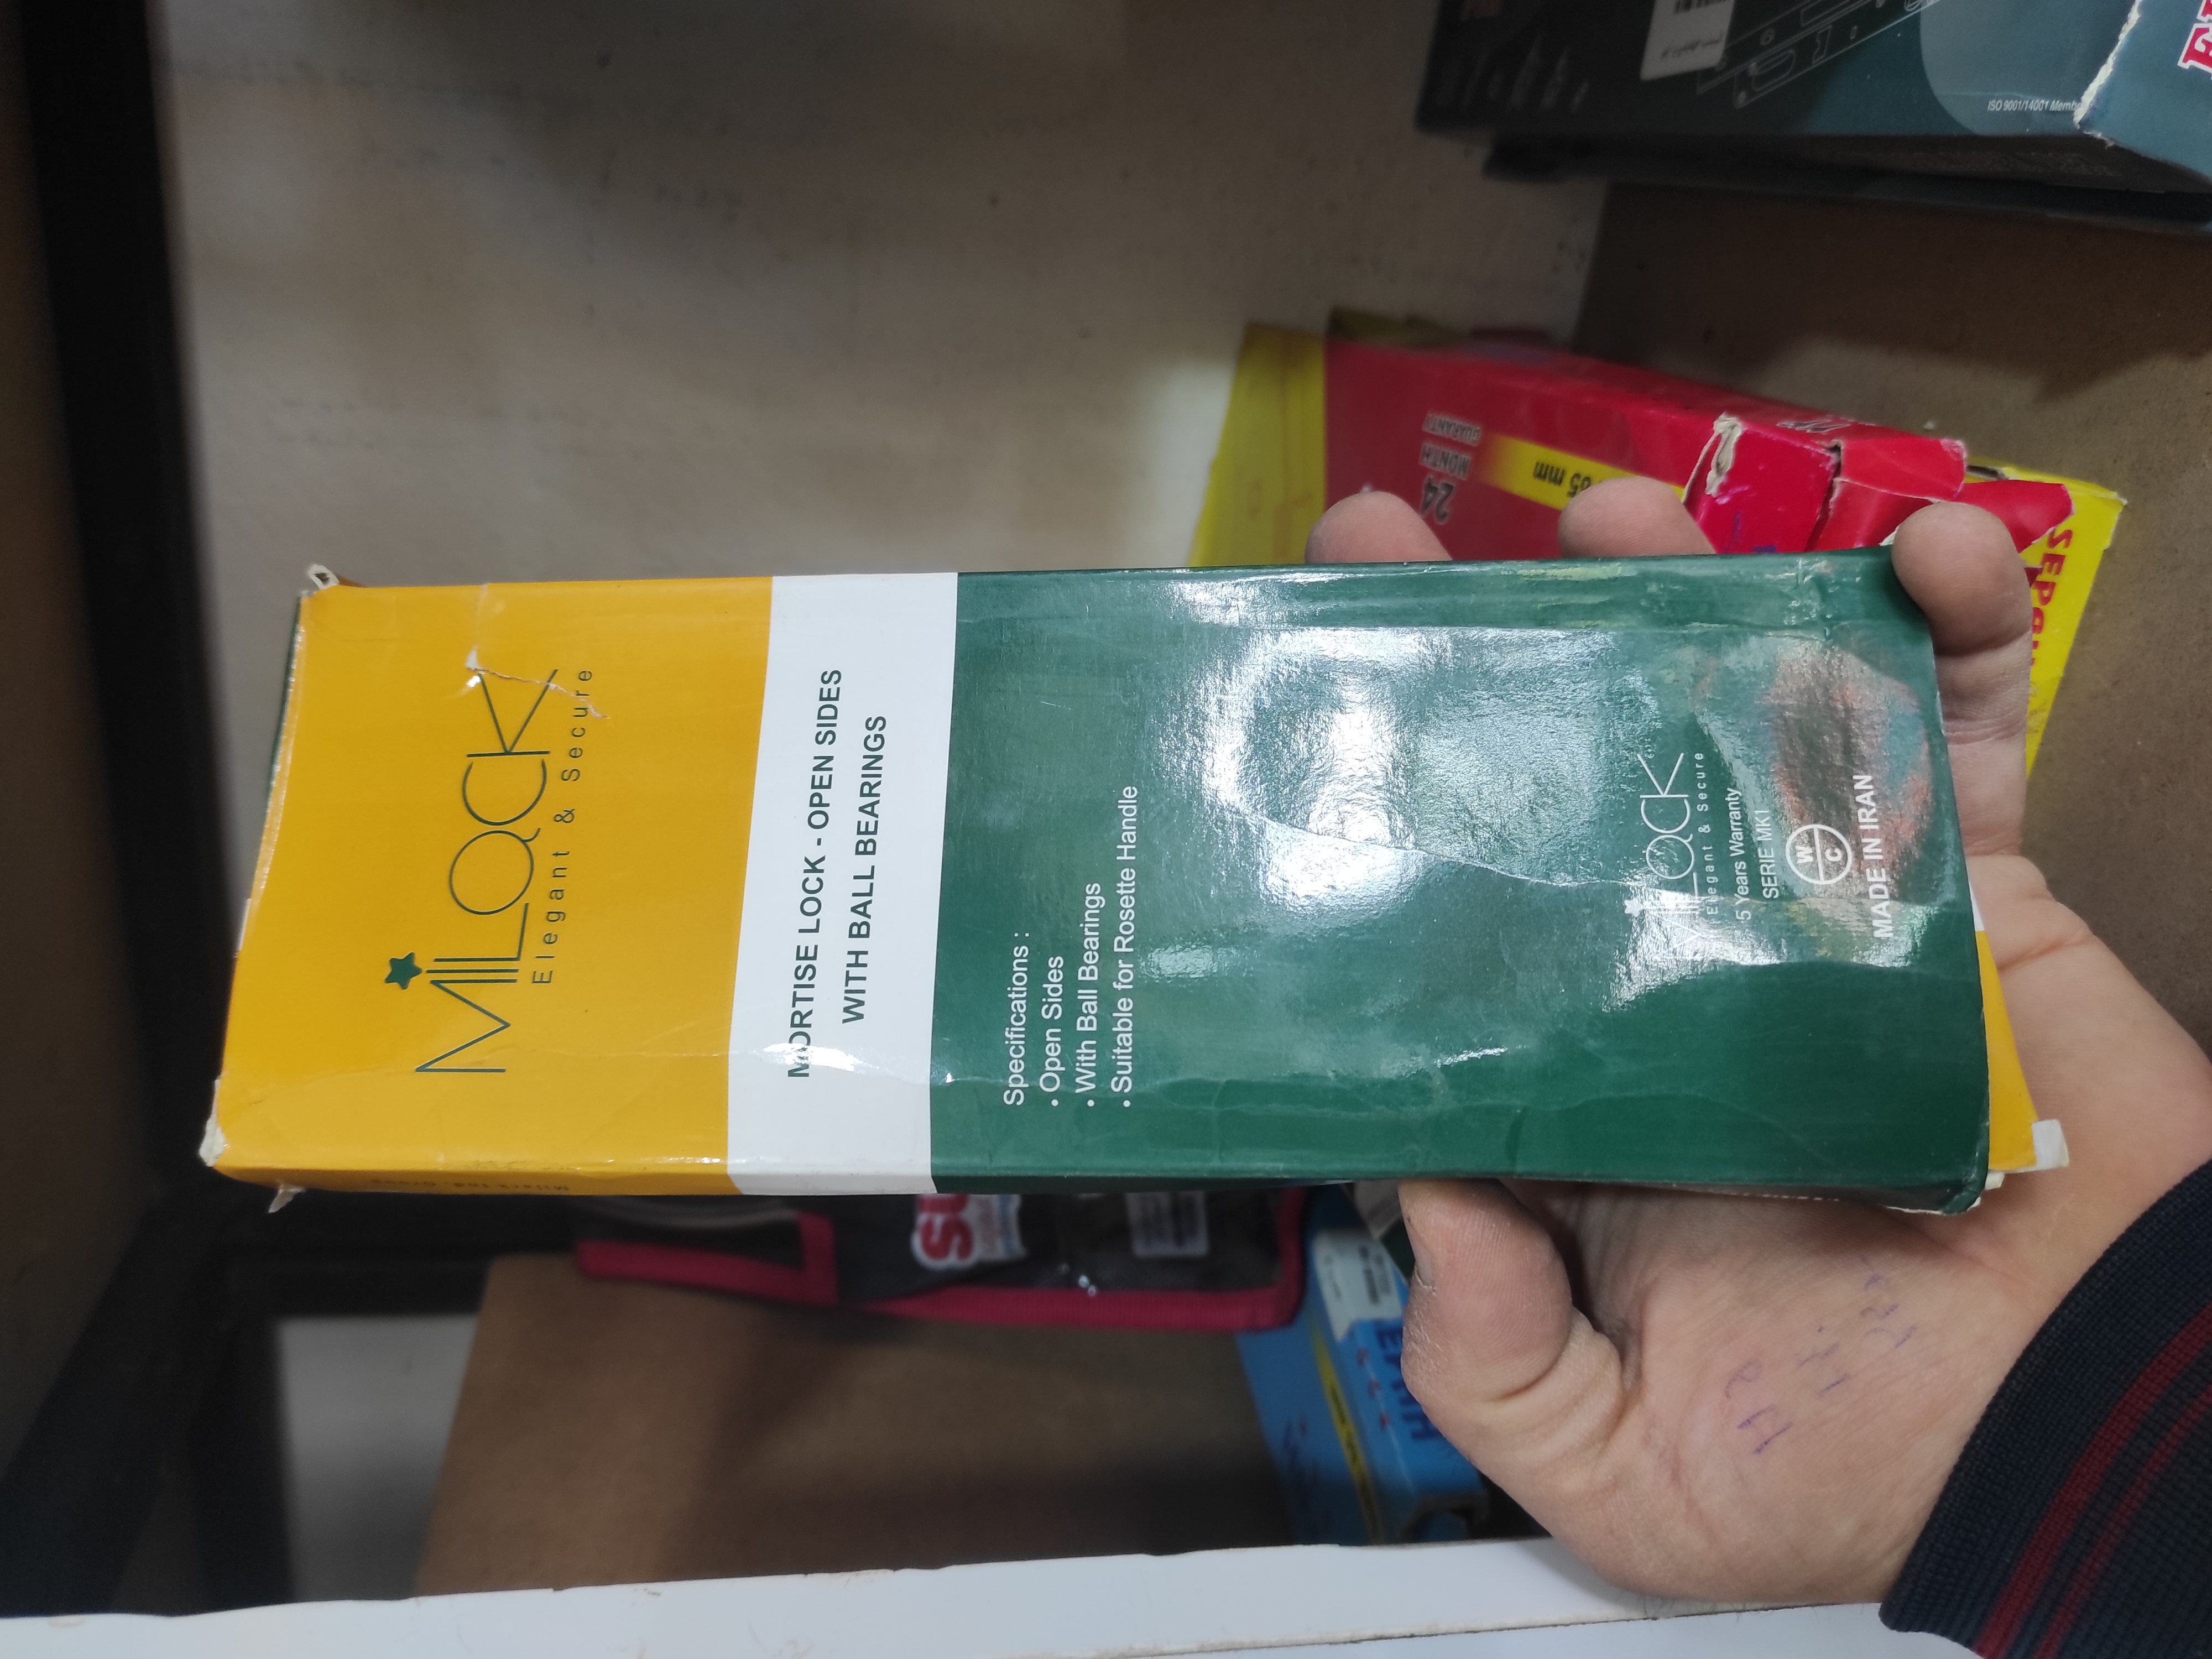 MILOCK
Elegant & Secure
MORTISE LOCK - OPEN SIDES
WITH BALL BEARINGS
Specifications :
• Open Sides
• With Ball Bearings
• Suitable for Rosette Handle
MILOCK
Elegant & Secure
5 Years Warranty
SERIE MK1
W C
MADE IN IRAN
24
MONTH
GUARANTY
65 mm
ISO 9001/14001